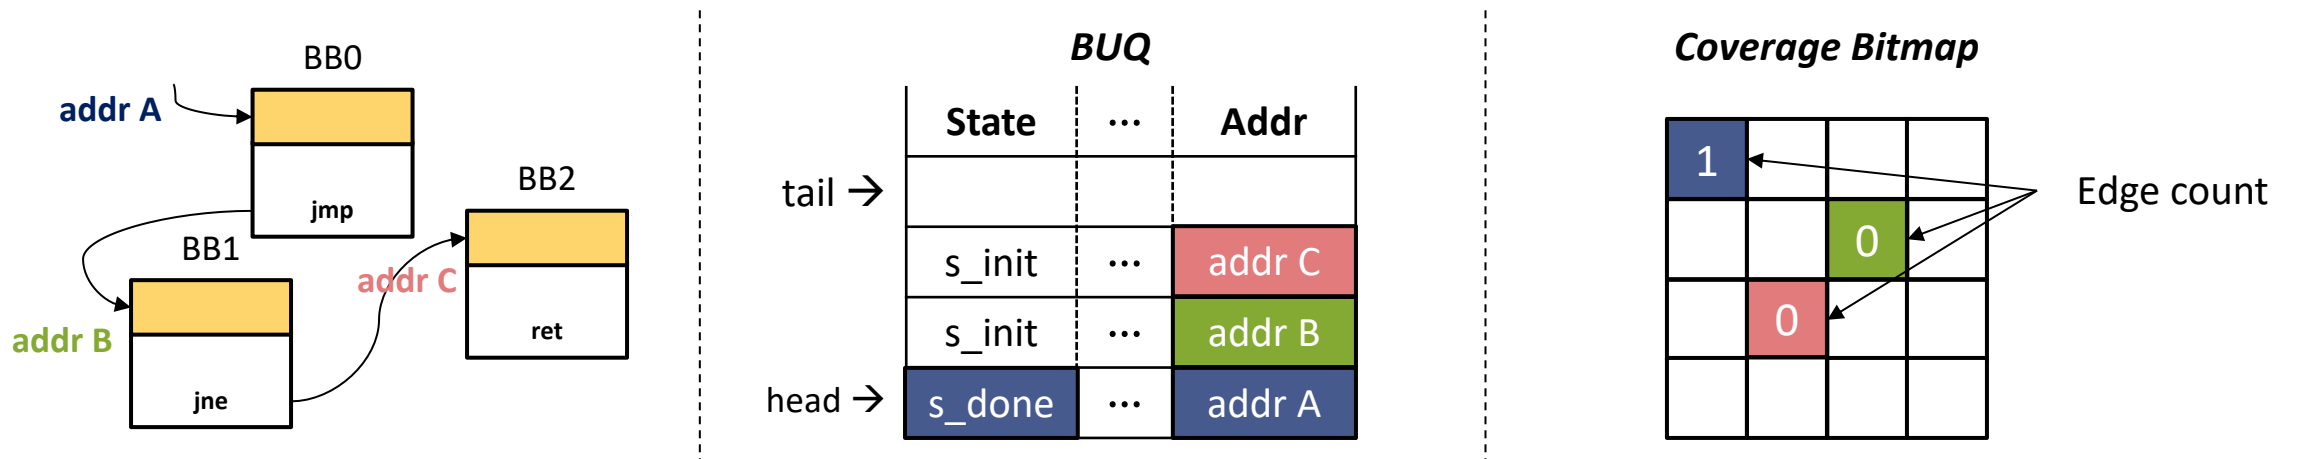 BB0
addr A
jmp
BB2
BB1
addr C
addr B
ret
jne
BUQ
State ... Addr
tail →
s_init ... addr C
s_init ... addr B
head → s_done ... addr A
Coverage Bitmap
1
0
0
Edge count